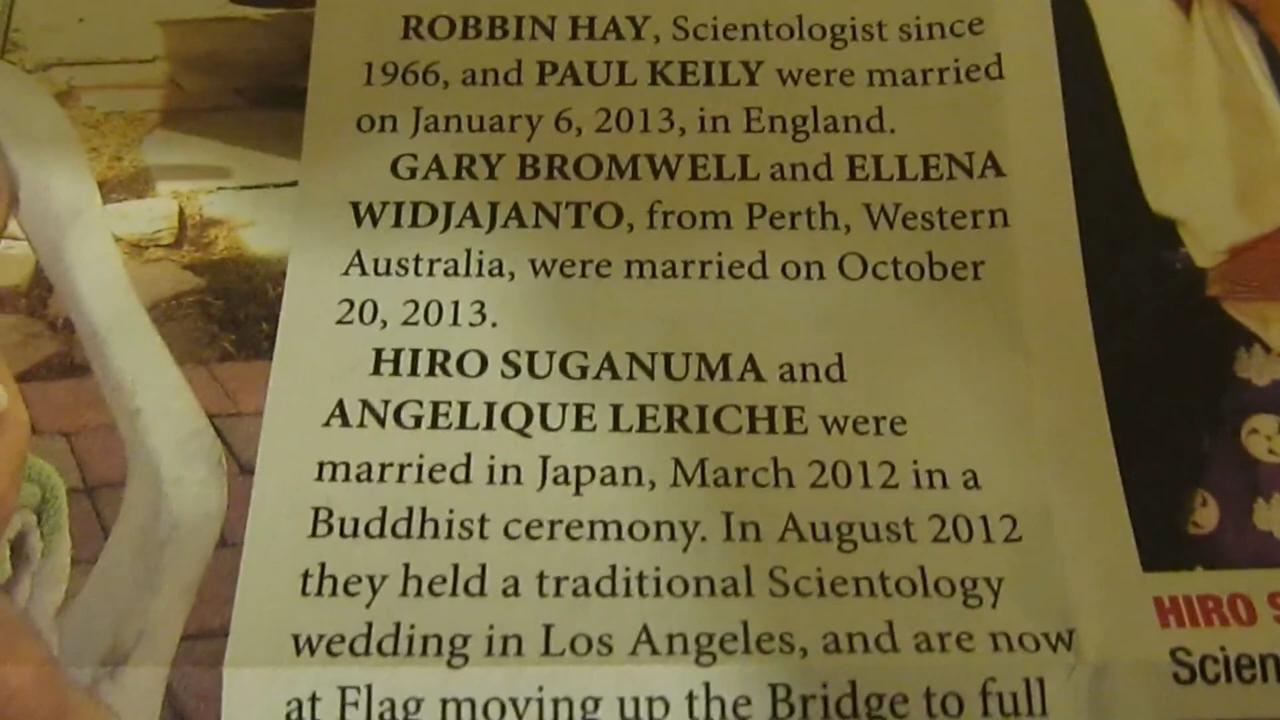 ROBBIN HAY, Scientologist since
1966, and PAUL KEILY were married
on January 6, 2013, in England.
GARY BROMWELL and ELLENA
WIDJAJANTO, from Perth, Western
Australia, were married on October
20, 2013.
HIRO SUGANUMA and
ANGELIQUE LERICHE were
married in Japan, March 2012 in a
Buddhist ceremony. In August 2012
they held a traditional Scientology
wedding in Los Angeles, and are now
at Flag moving up the Bridge to full
HIRO S
Scien